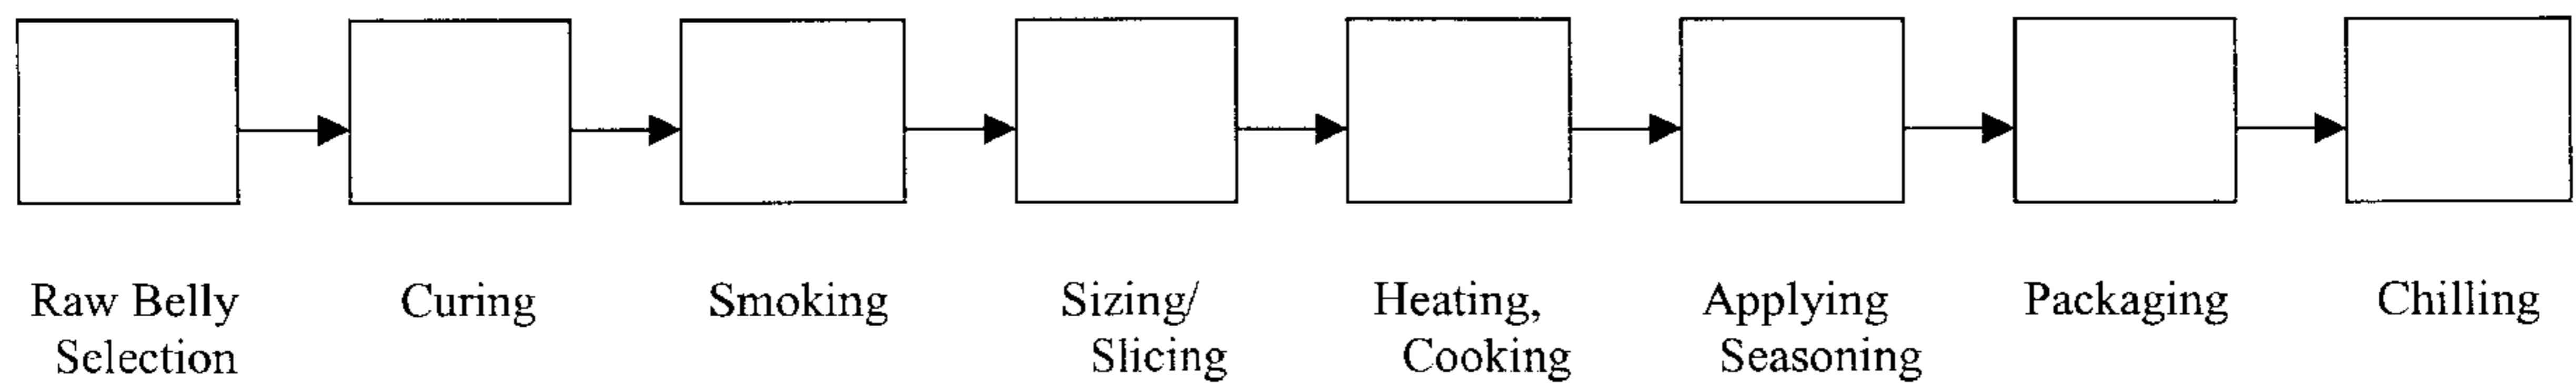 Raw Belly
Selection
Curing
Smoking
Sizing/
Slicing
Heating,
Cooking
Applying
Seasoning
Packaging
Chilling